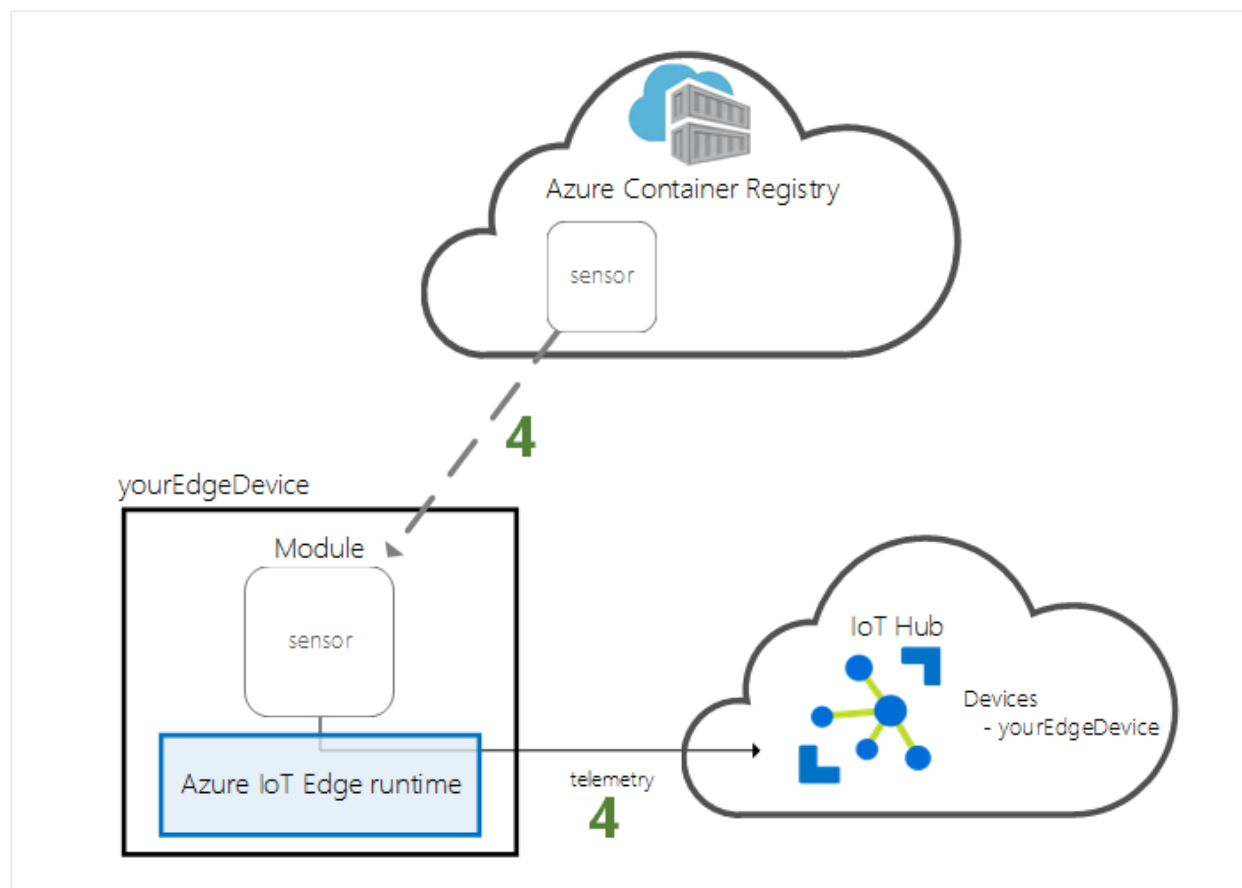 Azure Container Registry
sensor
4
yourEdgeDevice
Module
sensor
Azure IoT Edge runtime
telemetry
4
IoT Hub
Devices
- yourEdgeDevice